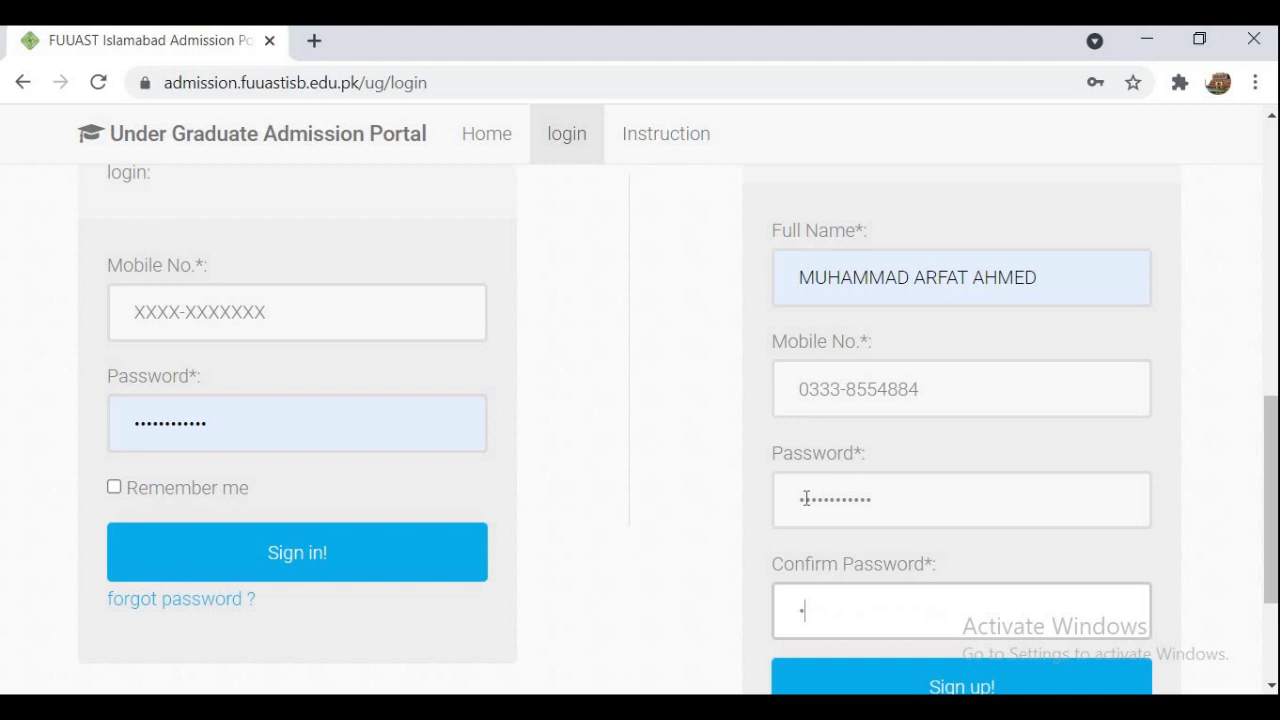 FUUAST Islamabad Admission Po
admission.fuuastisb.edu.pk/ug/login
Under Graduate Admission Portal
Home
login
Instruction
login:
Mobile No.*:
XXXX-XXXXXXX
Password*:
••••••••••••
Remember me
Sign in!
forgot password ?
Full Name*:
MUHAMMAD ARFAT AHMED
Mobile No.*:
0333-8554884
Password*:
••••••••••••
Confirm Password*:
•
Sign up!
Activate Windows
Go to Settings to activate Windows.